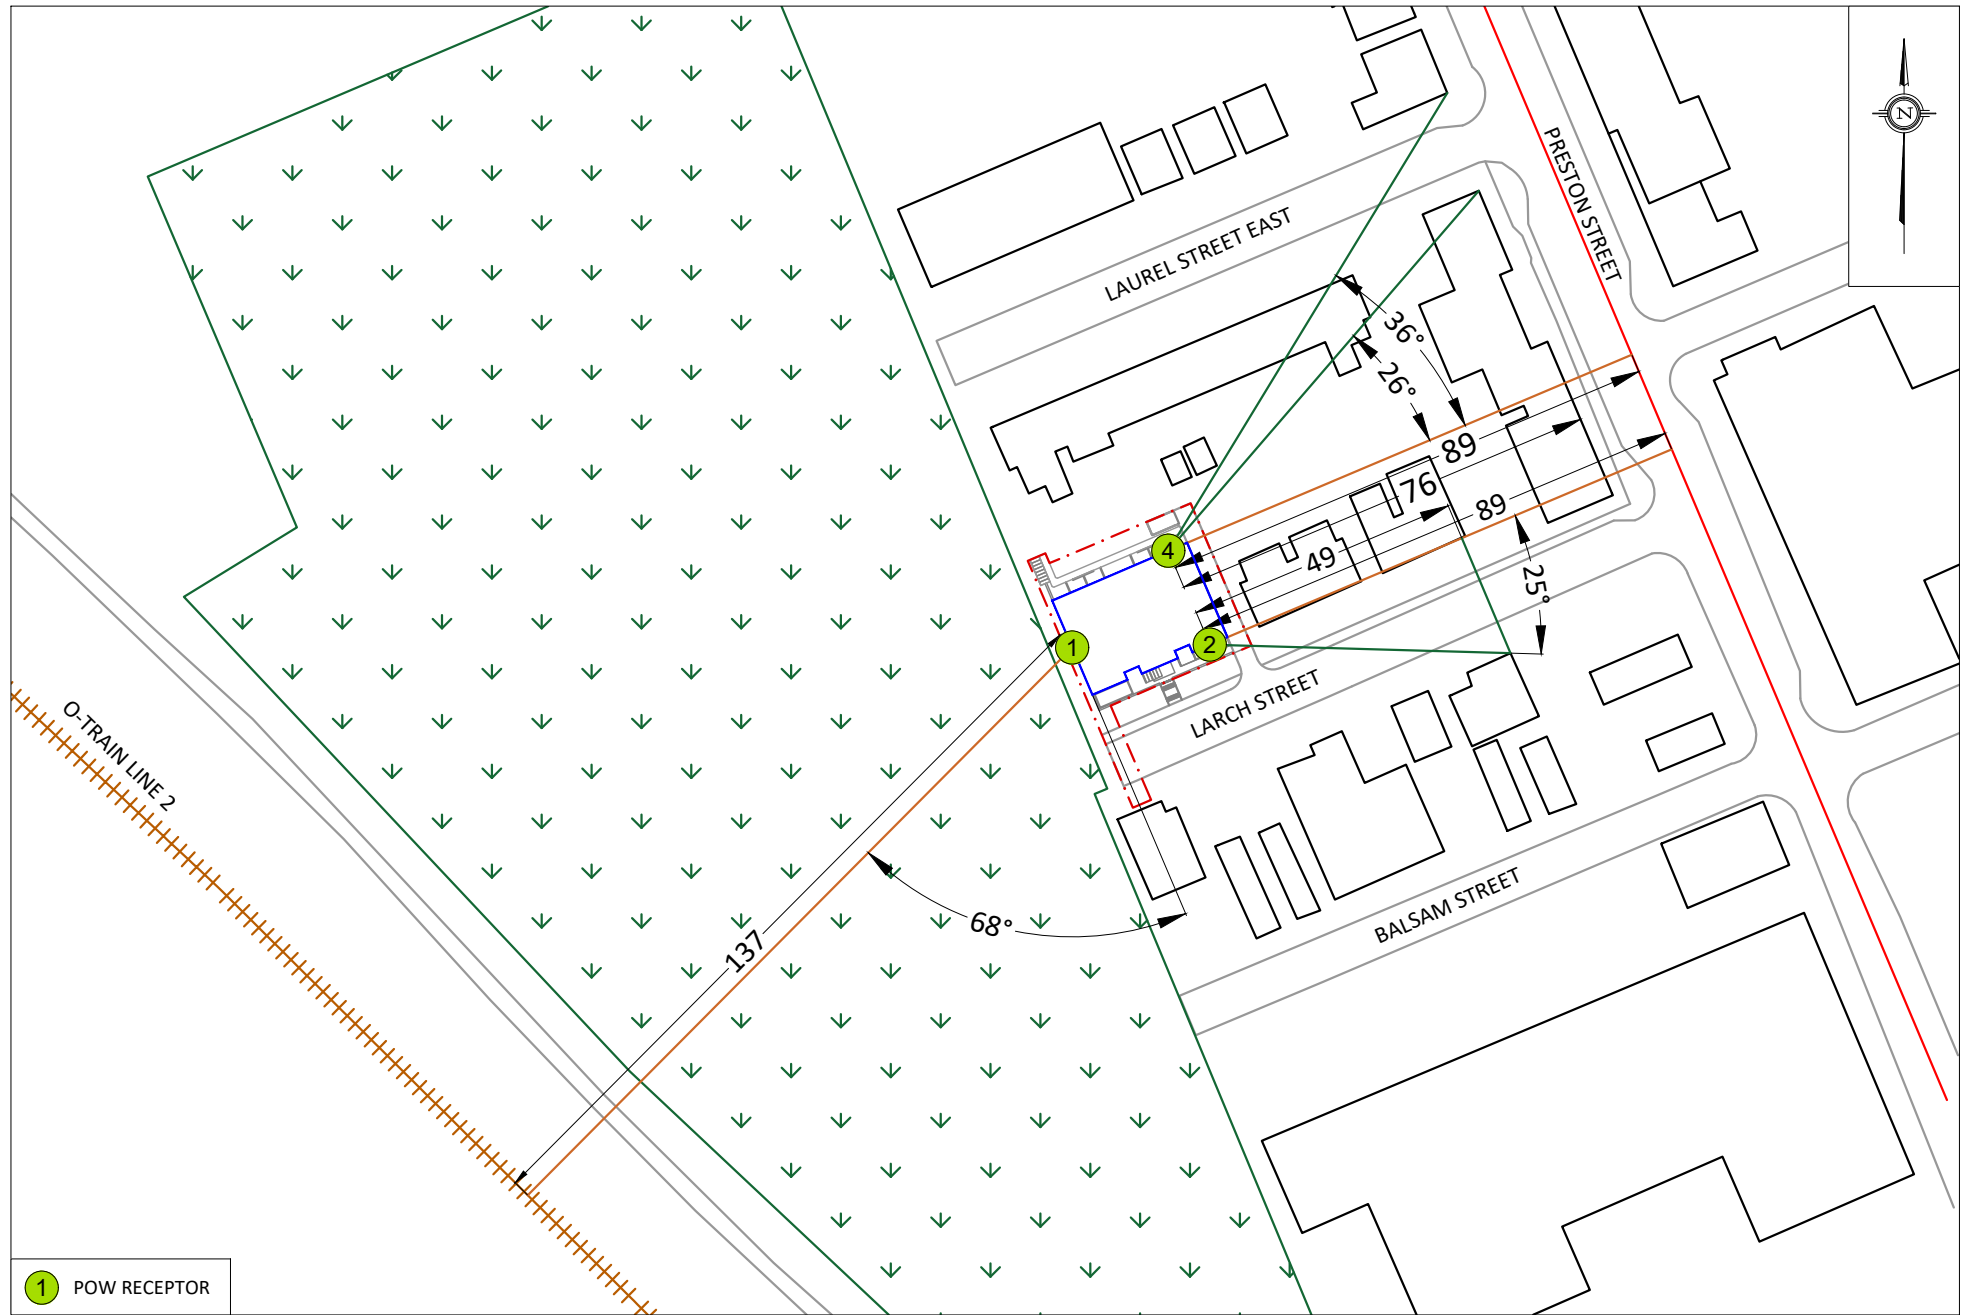 N
PRESTON STREET
LAUREL STREET EAST
36°
26°
89
76
89
49
4
25°
1
2
LARCH STREET
O-TRAIN LINE 2
68°
137
BALSAM STREET
1 POW RECEPTOR